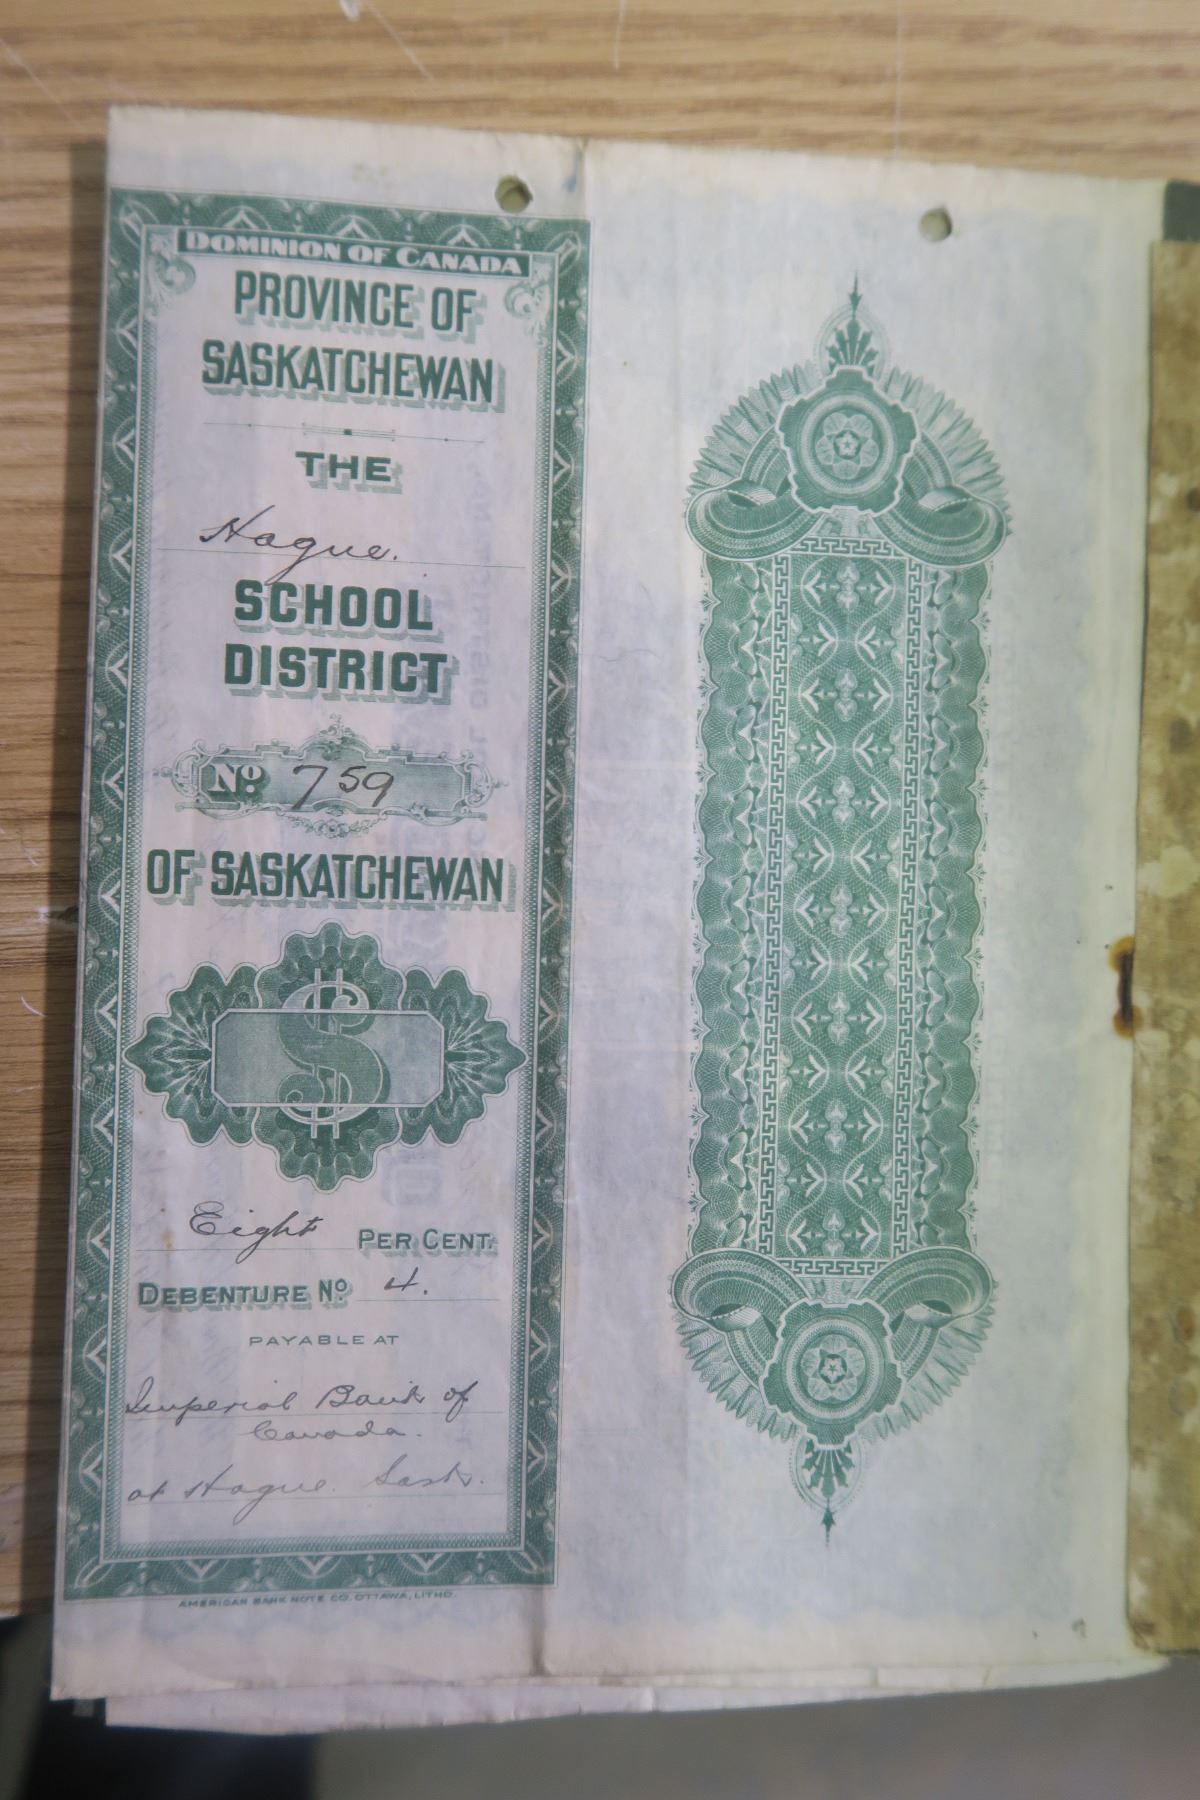 DOMINION OF CANADA
PROVINCE OF
SASKATCHEWAN
THE
Hague.
SCHOOL
DISTRICT
No. 759
OF SASKATCHEWAN
$
Eight PER CENT.
DEBENTURE No. 4.
PAYABLE AT
Imperial Bank of
Canada.
at Hague. Sask.
AMERICAN BANK NOTE CO. OTTAWA, LITHO.